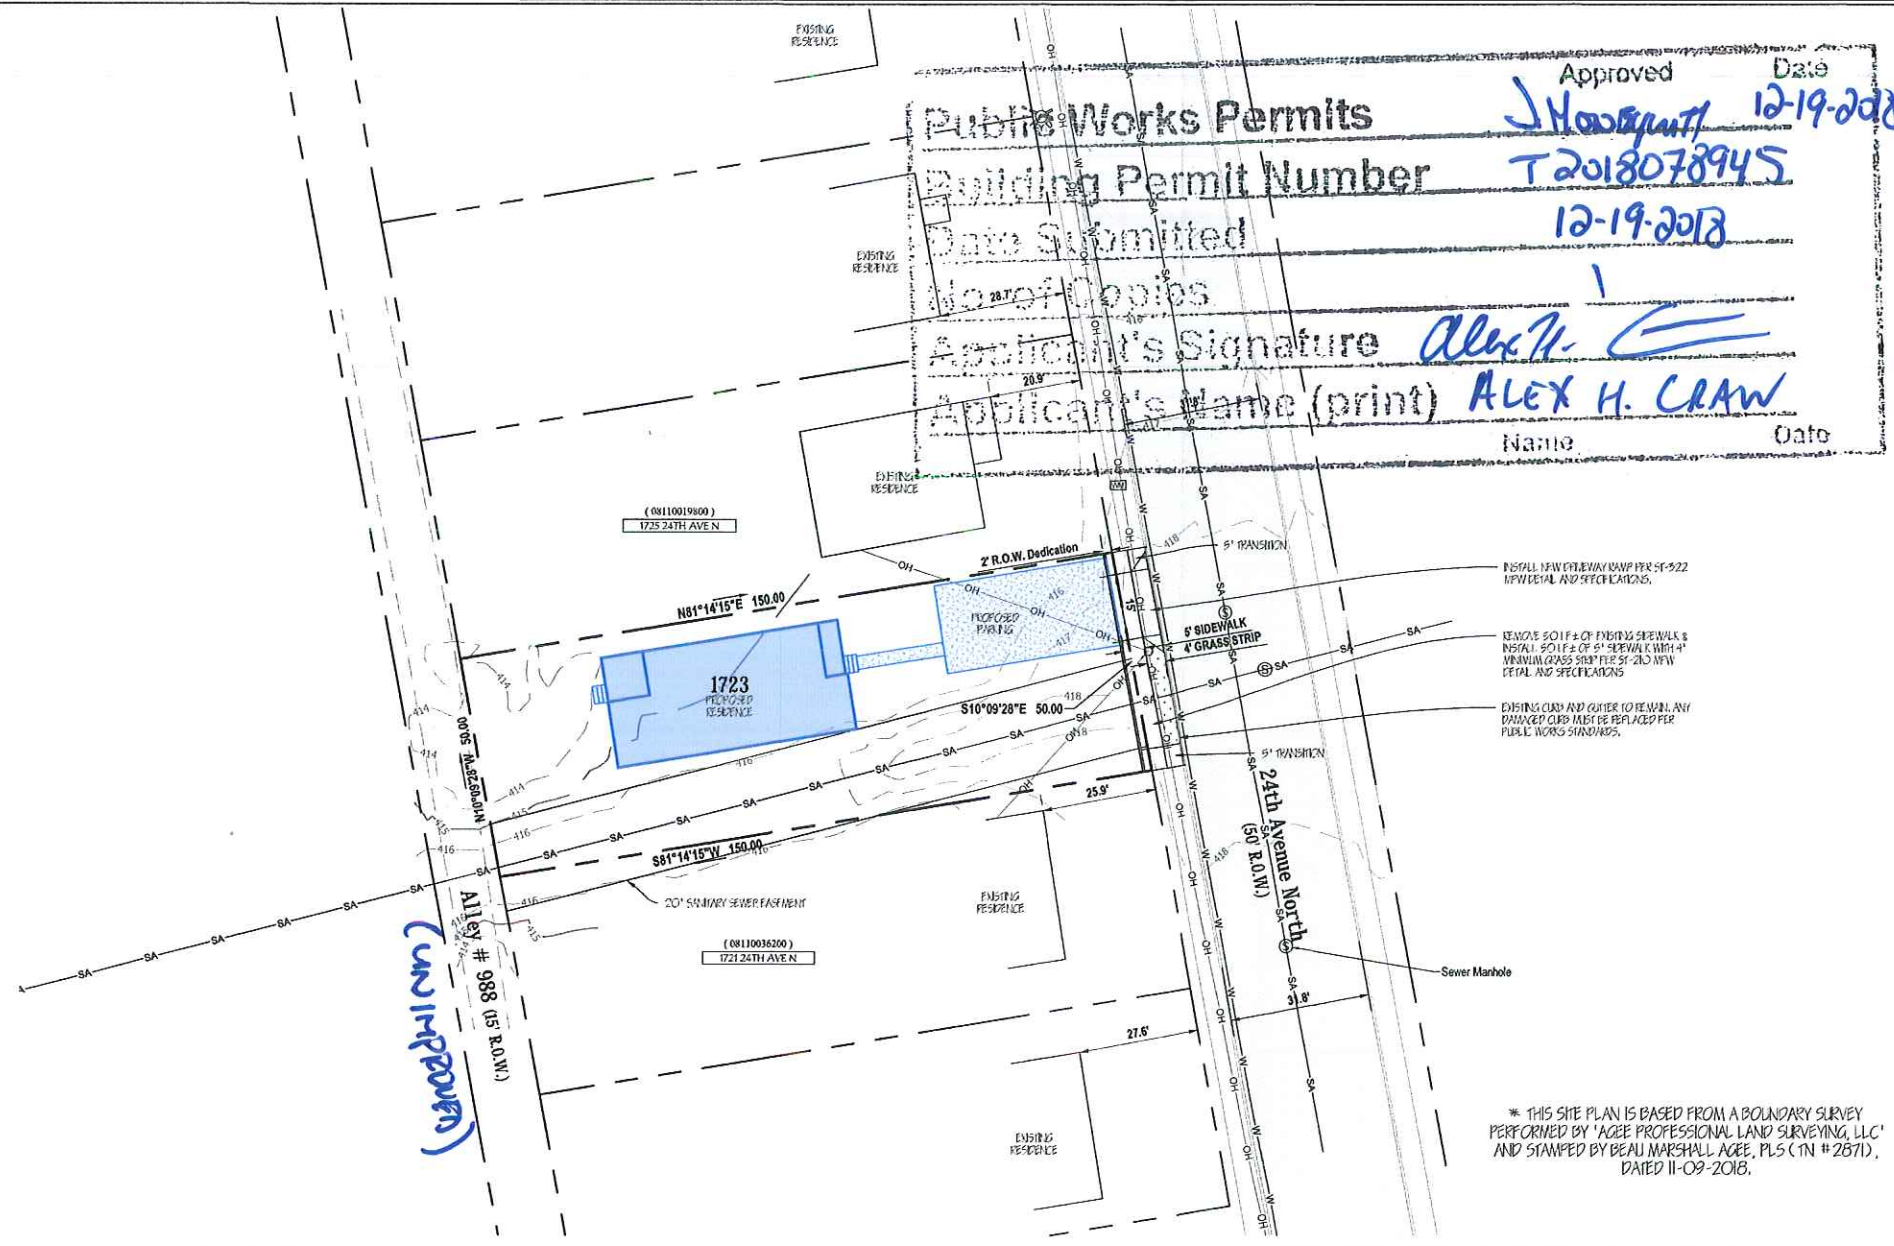 EXISTING
RESIDENCE
Approved Date
Public Works Permits 12-19-2018
Building Permit Number T2018078945
Date Submitted 12-19-2018
No of Copies 1
Applicant's Signature Alex H.
Applicant's Name (print) ALEX H. CRAW
Name Date
EXISTING
RESIDENCE
28.7'
20.9'
EXISTING
RESIDENCE
( 08110019800 )
1725 24TH AVE N
2' R.O.W. Dedication
N81°14'15"E 150.00
PROPOSED
PARKING
15'
5' TRANSITION
INSTALL NEW DRIVEWAY RAMP PER ST-322
MPW DETAIL AND SPECIFICATIONS.
5' SIDEWALK
4' GRASS STRIP
REMOVE 50 LF± OF EXISTING SIDEWALK &
INSTALL 50 LF± OF 5' SIDEWALK WITH 4'
MINIMUM GRASS STRIP PER ST-210 MPW
DETAIL AND SPECIFICATIONS
EXISTING CURB AND GUTTER TO REMAIN. ANY
DAMAGED CURB MUST BE REPLACED PER
PUBLIC WORKS STANDARDS.
1723
PROPOSED
RESIDENCE
S10°09'28"E 50.00
N10°09'28"W 50.00
5' TRANSITION
25.9'
24th Avenue North
(50' R.O.W.)
S81°14'15"W 150.00
20' SANITARY SEWER EASEMENT
EXISTING
RESIDENCE
( 08110036200 )
1721 24TH AVE N
Alley # 988 (15' R.O.W.)
(UNIMPROVED)
Sewer Manhole
31.8'
27.6'
EXISTING
RESIDENCE
* THIS SITE PLAN IS BASED FROM A BOUNDARY SURVEY
PERFORMED BY 'AGEE PROFESSIONAL LAND SURVEYING, LLC'
AND STAMPED BY BEAU MARSHALL AGEE, PLS ( TN # 2871),
DATED 11-09-2018.